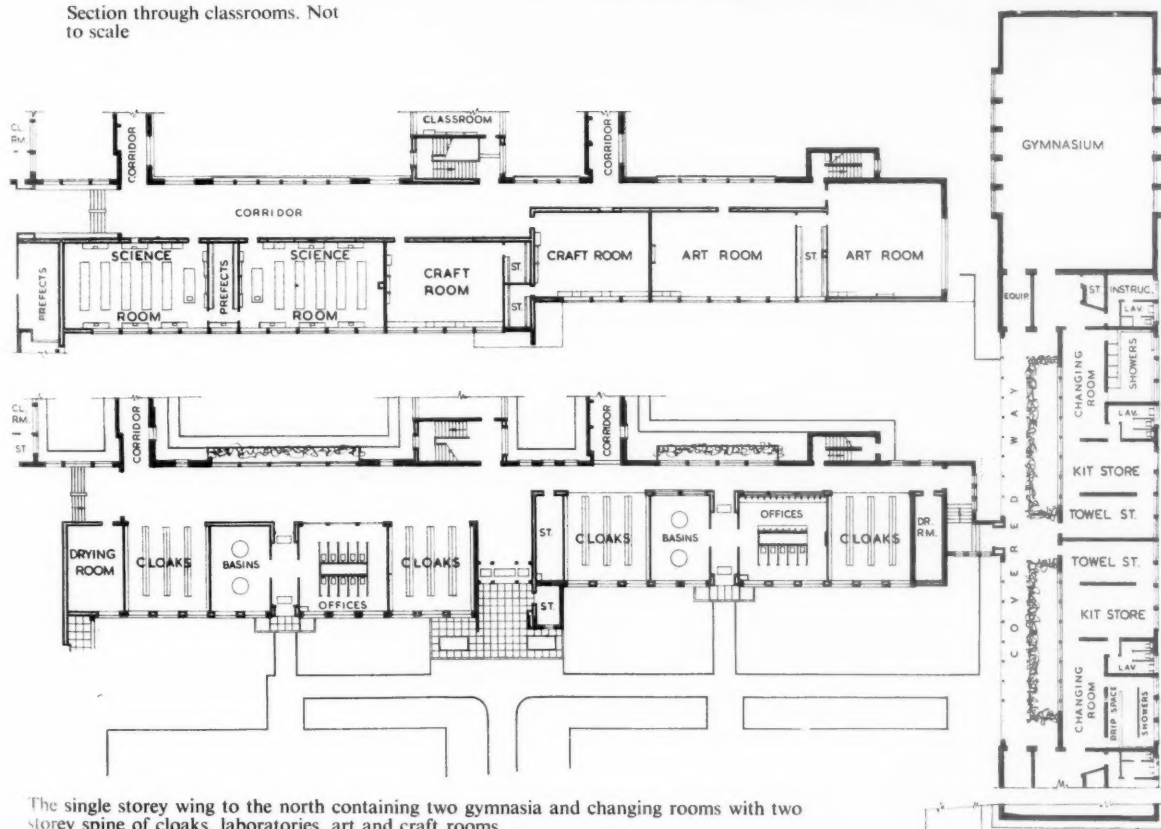 Section through classrooms. Not
to scale
CL.
RM.
CORRIDOR
CLASSROOM
CORRIDOR
GYMNASIUM
CORRIDOR
PREFECTS
SCIENCE
ROOM
PREFECTS
SCIENCE
ROOM
CRAFT
ROOM
ST.
ST.
CRAFT ROOM
ART ROOM
ST.
ART ROOM
EQUIP.
ST.
INSTRUC.
LAV.
CHANGING
ROOM
SHOWERS
LAV.
KIT STORE
TOWEL ST.
COVERED WAY
CL.
RM.
ST
CORRIDOR
CORRIDOR
DRYING
ROOM
CLOAKS
BASINS
OFFICES
CLOAKS
ST.
ST.
CLOAKS
BASINS
OFFICES
CLOAKS
DR.
RM.
TOWEL ST.
KIT STORE
LAV.
CHANGING
ROOM
DRIP SPACE
SHOWERS
The single storey wing to the north containing two gymnasia and changing rooms with two
storey spine of cloaks, laboratories, art and craft rooms